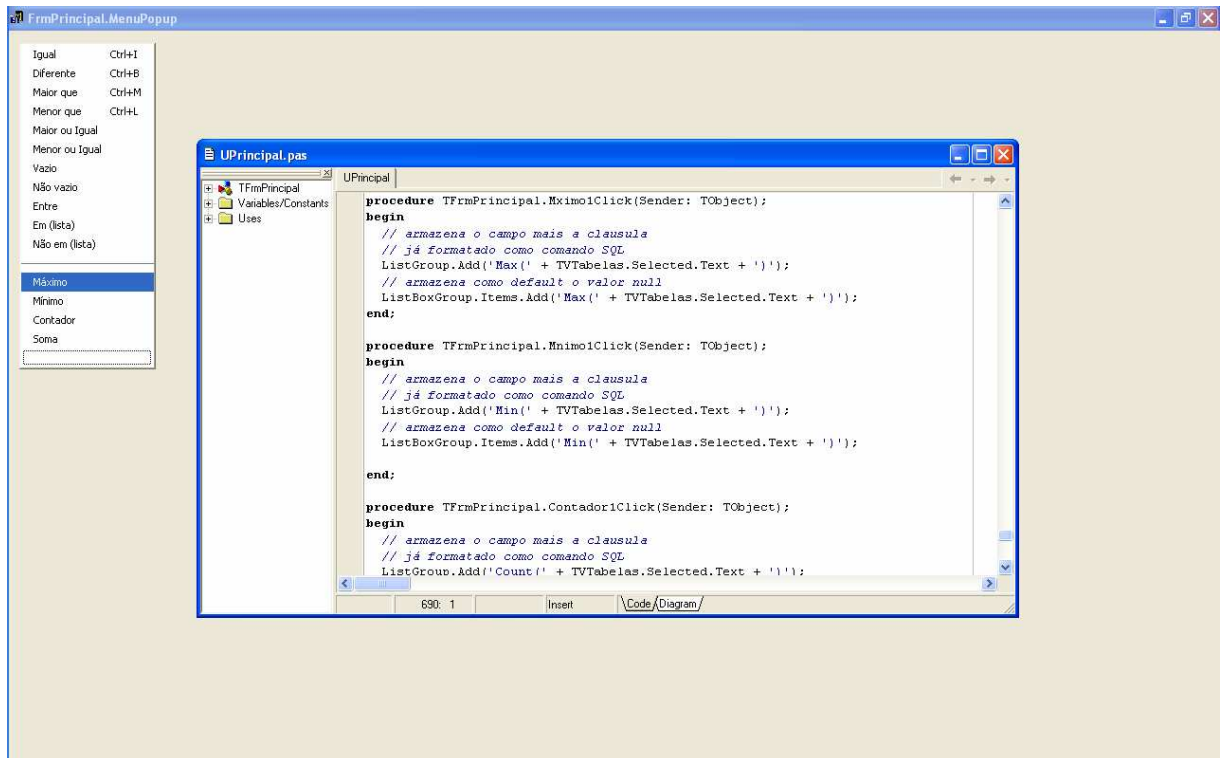 FrmPrincipal.MenuPopup
Igual Ctrl+I
Diferente Ctrl+B
Maior que Ctrl+M
Menor que Ctrl+L
Maior ou Igual
Menor ou Igual
Vazio
Não vazio
Entre
Em (lista)
Não em (lista)
Máximo
Mínimo
Contador
Soma
UPrincipal.pas
TFrmPrincipal
Variables/Constants
Uses
UPrincipal
procedure TFrmPrincipal.Mximo1Click(Sender: TObject);
begin
// armazena o campo mais a clausula
// já formatado como comando SQL
ListGroup.Add('Max(' + TVTabelas.Selected.Text + ')');
// armazena como default o valor null
ListBoxGroup.Items.Add('Max(' + TVTabelas.Selected.Text + ')');
end;
procedure TFrmPrincipal.Mnimo1Click(Sender: TObject);
begin
// armazena o campo mais a clausula
// já formatado como comando SQL
ListGroup.Add('Min(' + TVTabelas.Selected.Text + ')');
// armazena como default o valor null
ListBoxGroup.Items.Add('Min(' + TVTabelas.Selected.Text + ')');
end;
procedure TFrmPrincipal.Contador1Click(Sender: TObject);
begin
// armazena o campo mais a clausula
// já formatado como comando SQL
ListGroup.Add('Count(' + TVTabelas.Selected.Text + ')');
690: 1 Insert Code Diagram